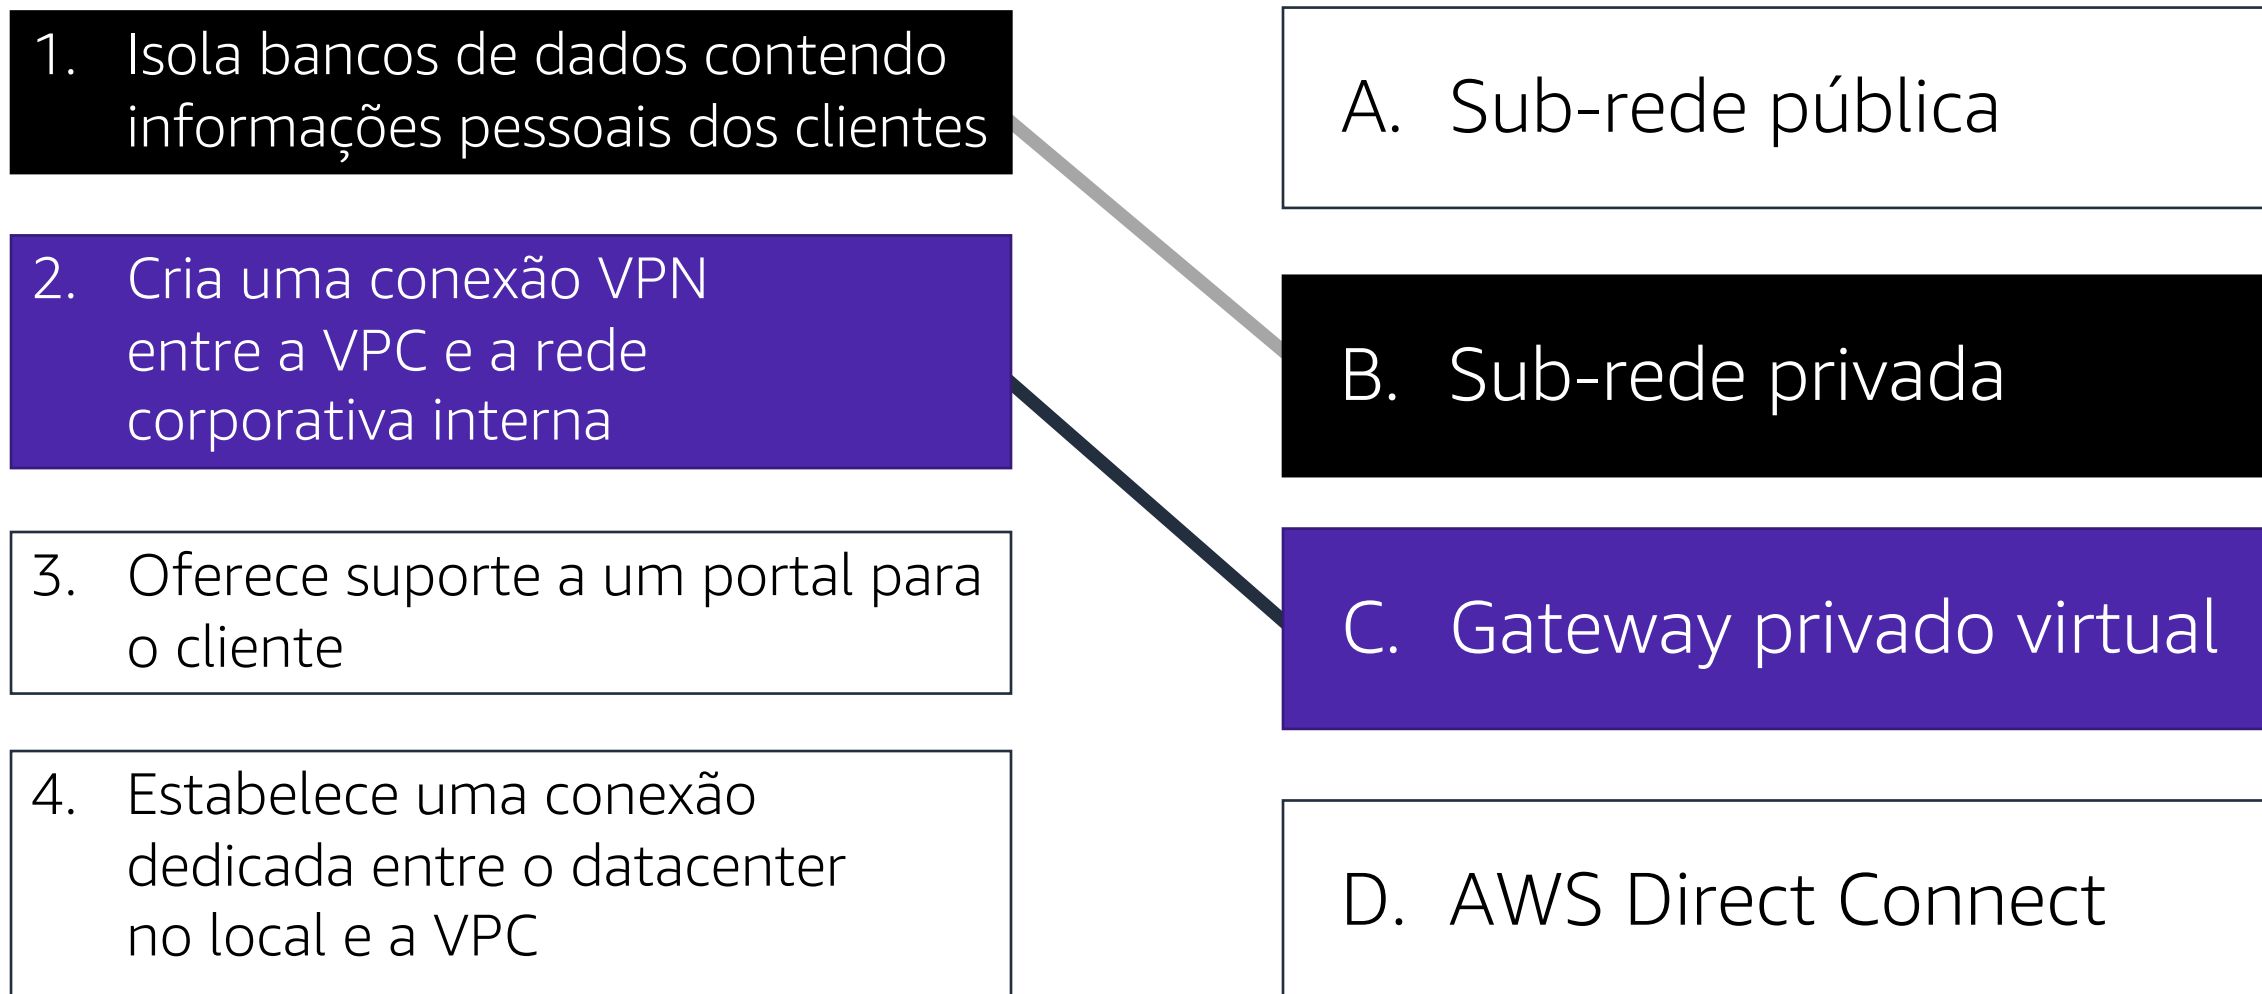 1. Isola bancos de dados contendo
informações pessoais dos clientes
2. Cria uma conexão VPN
entre a VPC e a rede
corporativa interna
3. Oferece suporte a um portal para
o cliente
4. Estabelece uma conexão
dedicada entre o datacenter
no local e a VPC
A. Sub-rede pública
B. Sub-rede privada
C. Gateway privado virtual
D. AWS Direct Connect